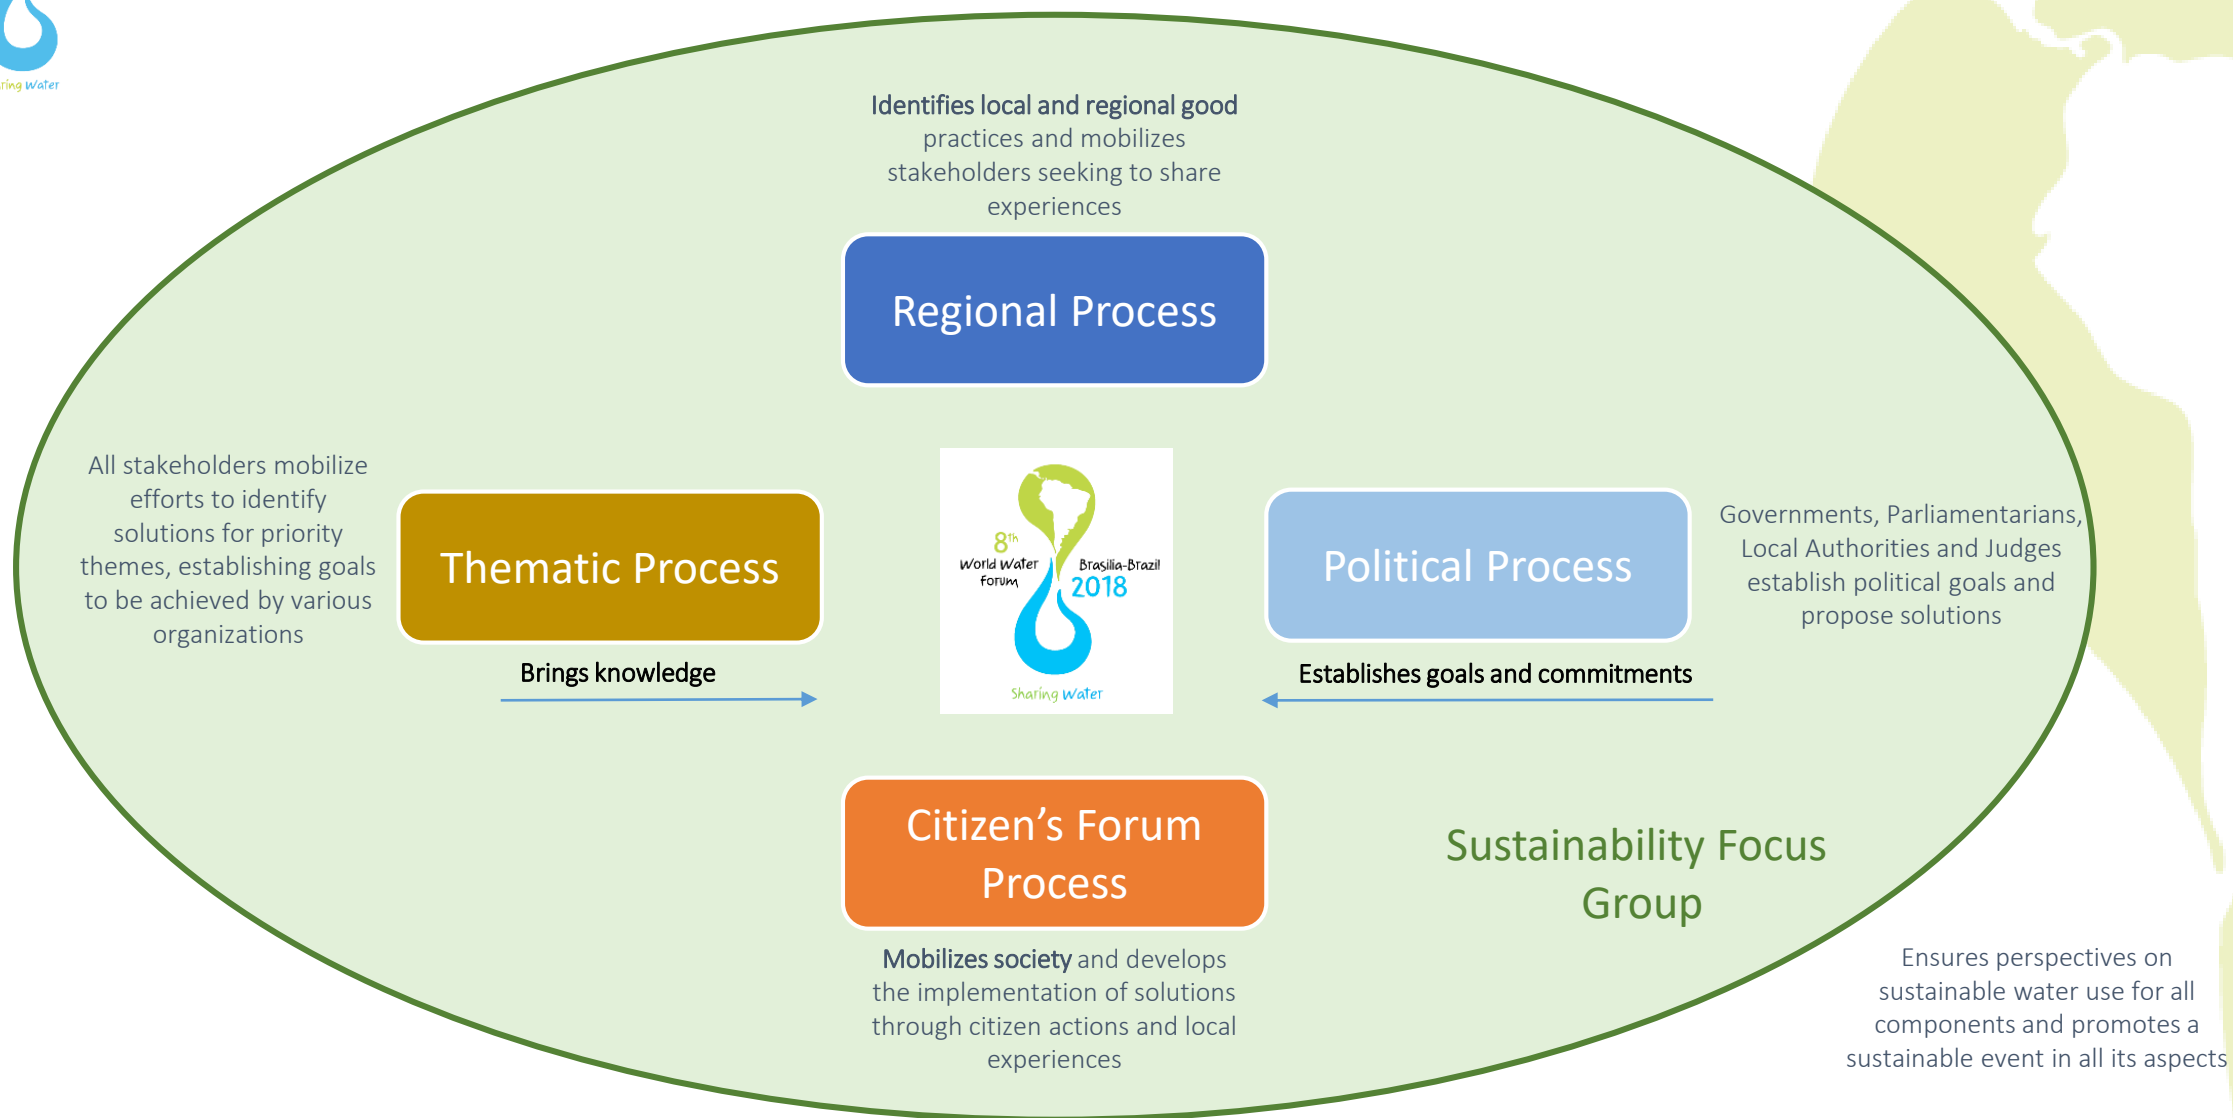 ring Water
Identifies local and regional good
practices and mobilizes
stakeholders seeking to share
experiences
Regional Process
All stakeholders mobilize
efforts to identify
solutions for priority
themes, establishing goals
to be achieved by various
organizations
Thematic Process
Brings knowledge
8th
World Water
Forum
Brasilia-Brazil
2018
Sharing Water
Political Process
Establishes goals and commitments
Governments, Parliamentarians,
Local Authorities and Judges
establish political goals and
propose solutions
Citizen’s Forum
Process
Mobilizes society and develops
the implementation of solutions
through citizen actions and local
experiences
Sustainability Focus
Group
Ensures perspectives on
sustainable water use for all
components and promotes a
sustainable event in all its aspects